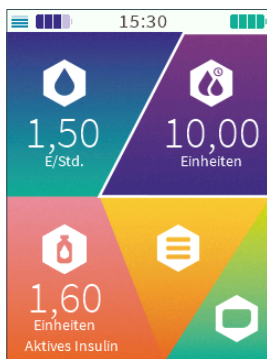 15:30
1,50
E/Std.
10,00
Einheiten
1,60
Einheiten
Aktives Insulin